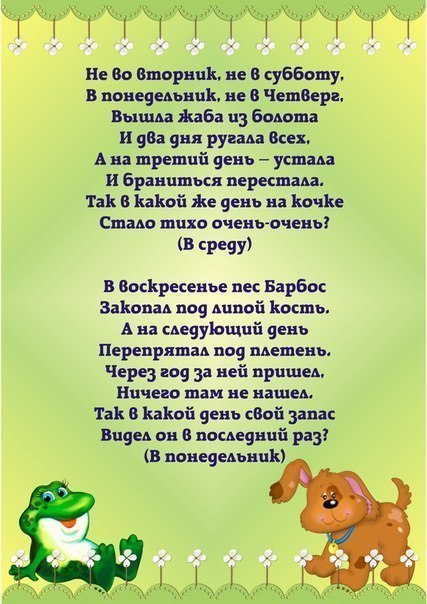 Не во вторник, не в субботу,
В понедельник, не в Четверг,
Вышла Жаба из болота
И два дня ругала всех,
А на третий день – устала
И браниться перестала.
Так в какой же день на кочке
Стало тихо очень-очень?
(В среду)
В воскресенье пес Барбос
Закопал под липой кость.
А на следующий день
Перепрятал под плетень.
Через год за ней пришел,
Ничего там не нашел.
Так в какой день свой запас
Видел он в последний раз?
(В понедельник)